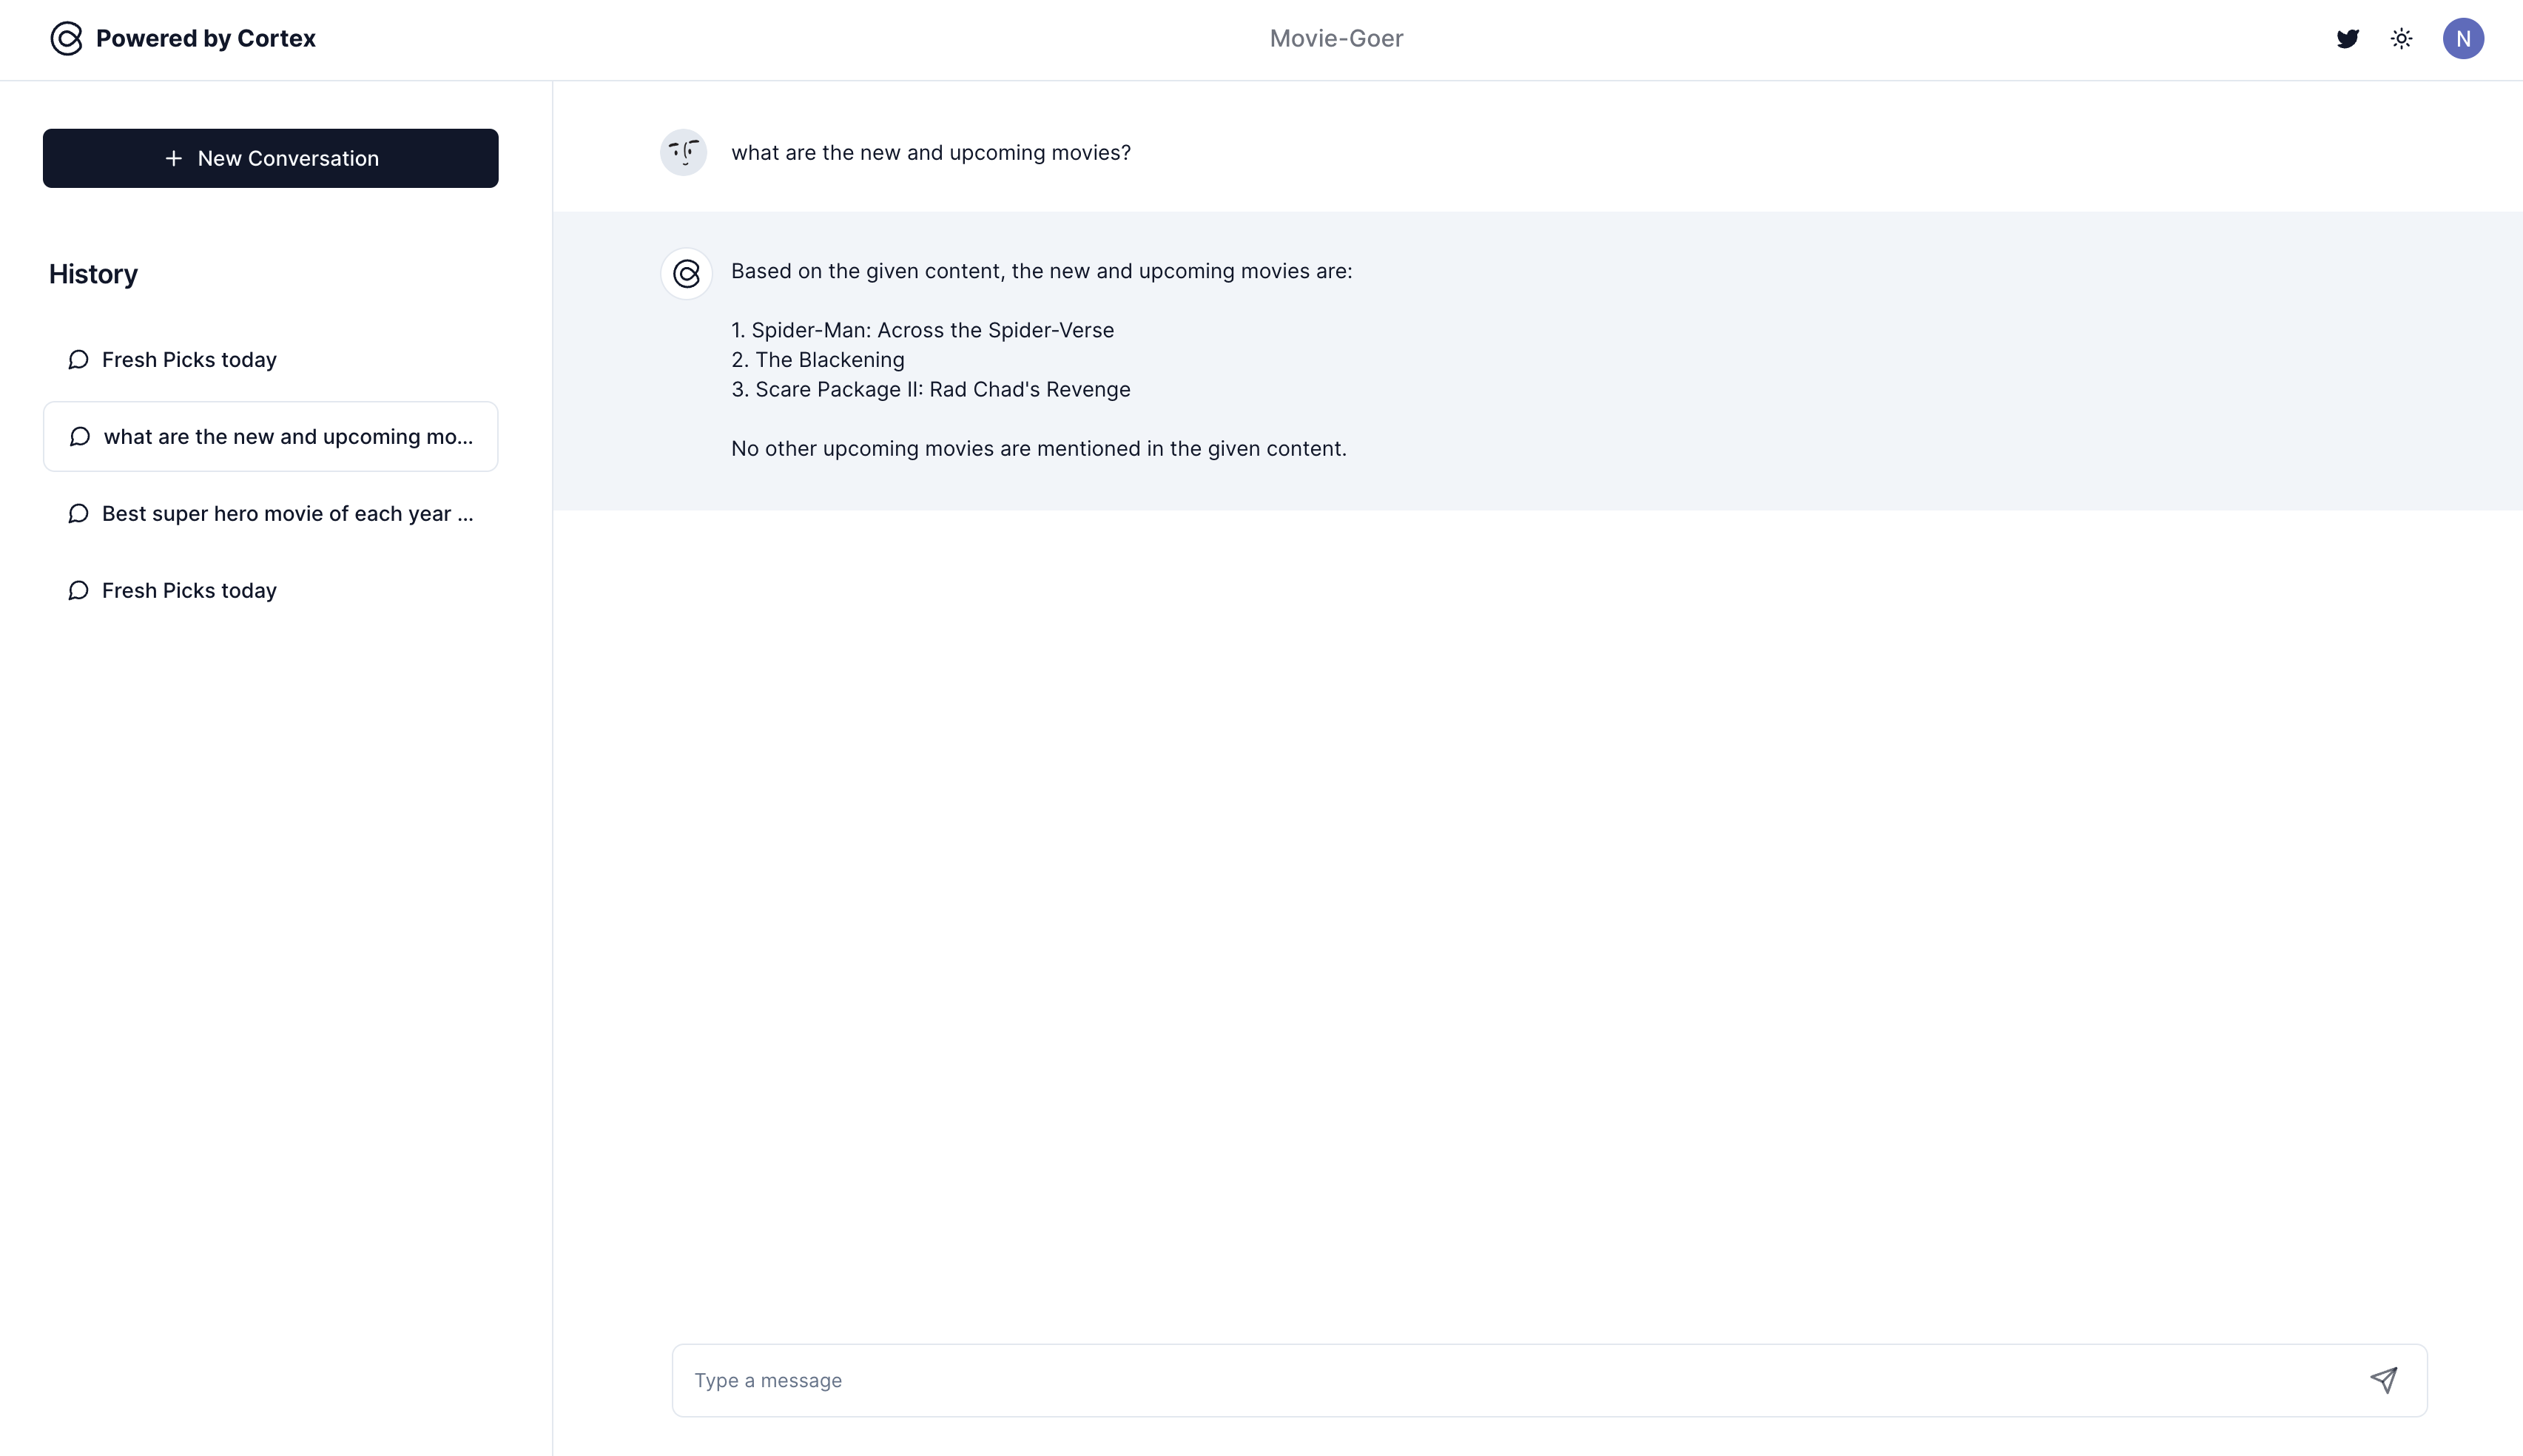 Powered by Cortex
Movie-Goer
N
New Conversation
History
Fresh Picks today
what are the new and upcoming mo...
Best super hero movie of each year ...
Fresh Picks today
what are the new and upcoming movies?
Based on the given content, the new and upcoming movies are:
1. Spider-Man: Across the Spider-Verse
2. The Blackening
3. Scare Package II: Rad Chad's Revenge
No other upcoming movies are mentioned in the given content.
Type a message